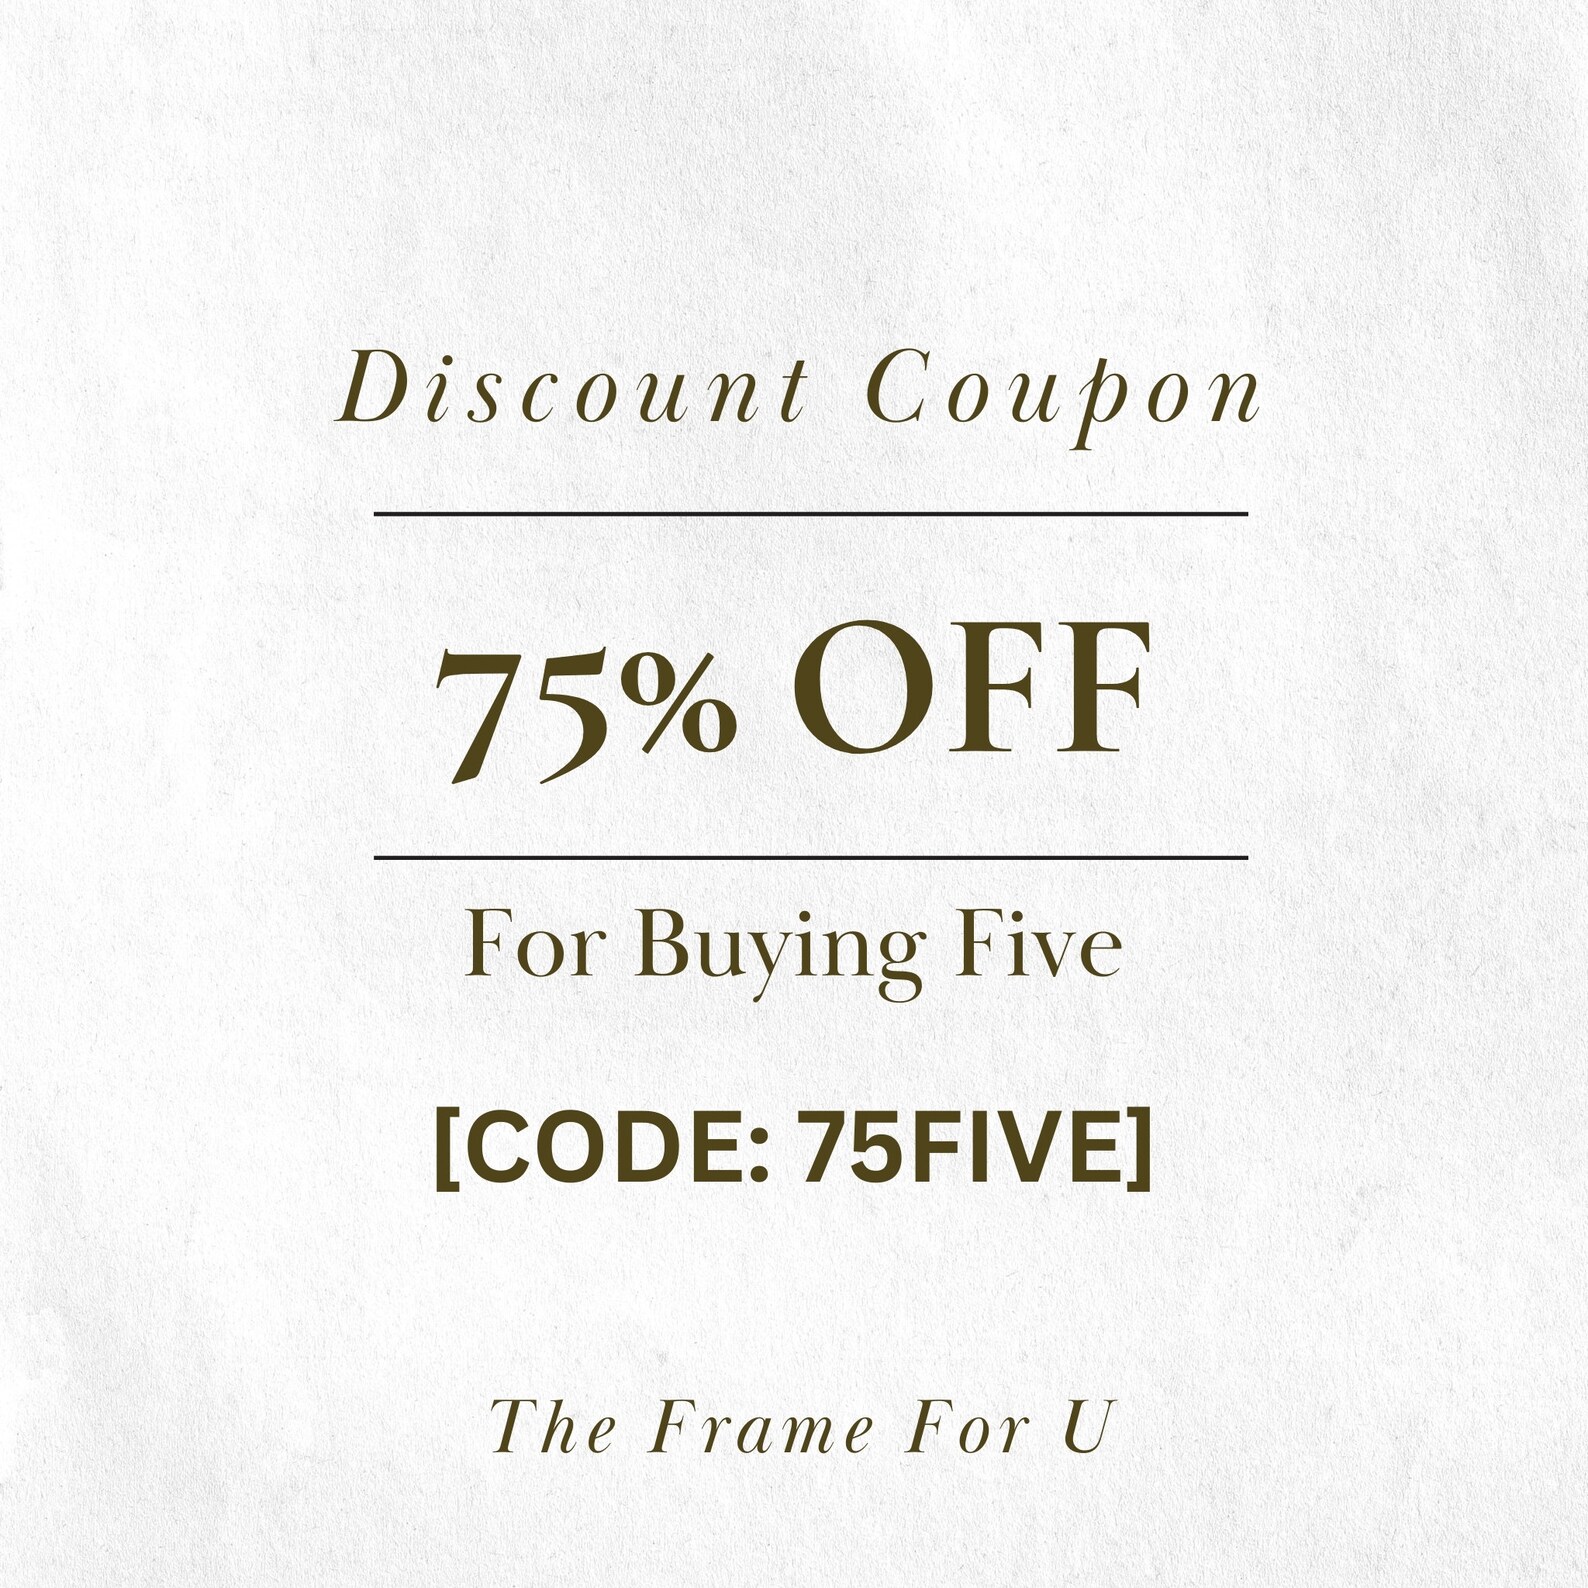 Discount Coupon
75% OFF
For Buying Five
[CODE: 75FIVE]
The Frame For U